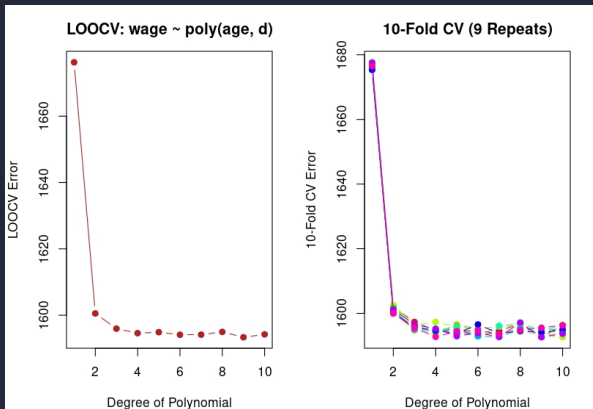 LOOCV: wage ~ poly(age, d)
LOOCV Error
1660
1640
1620
1600
2 4 6 8 10
Degree of Polynomial
10-Fold CV (9 Repeats)
10-Fold CV Error
1680
1660
1640
1620
1600
2 4 6 8 10
Degree of Polynomial